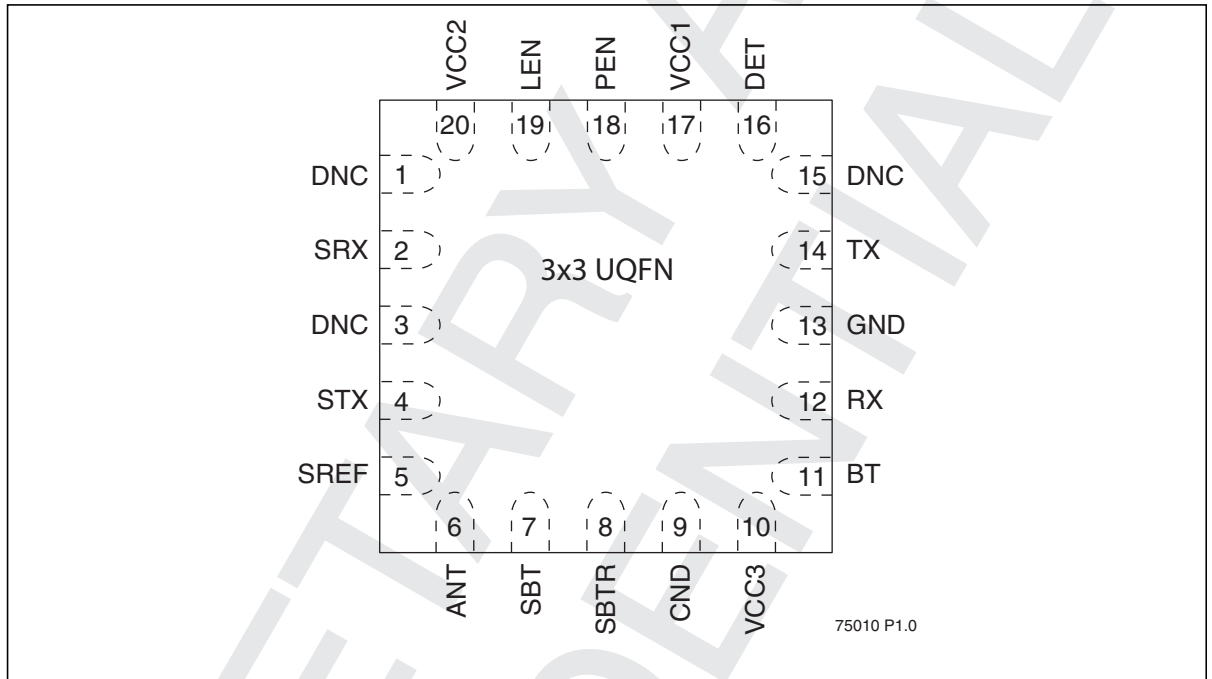 VCC2 LEN PEN VCC1 DET
20 19 18 17 16
DNC 1 15 DNC
SRX 2 14 TX
3x3 UQFN
DNC 3 13 GND
STX 4 12 RX
SREF 5 11 BT
6 7 8 9 10
ANT SBT SBTR CND VCC3
75010 P1.0